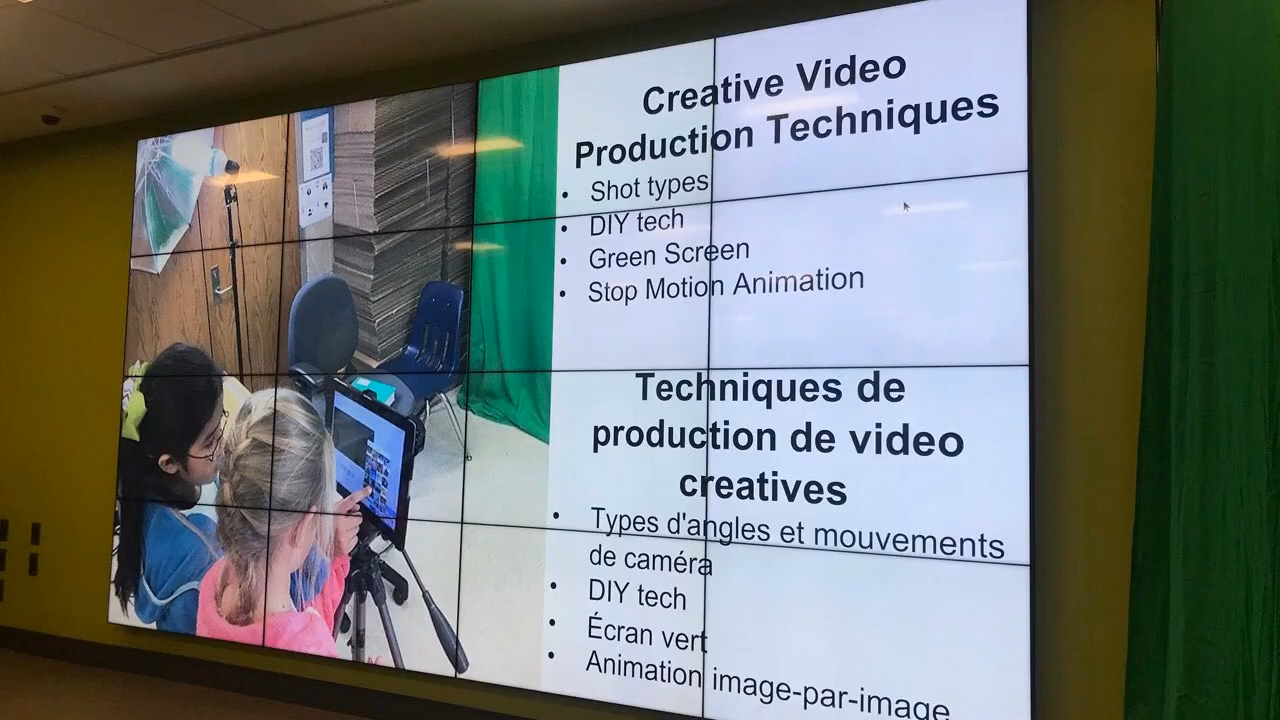 Creative Video
Production Techniques
• Shot types
• DIY tech
• Green Screen
• Stop Motion Animation
Techniques de
production de video
creatives
• Types d'angles et mouvements
de caméra
• DIY tech
• Écran vert
• Animation image-par-image